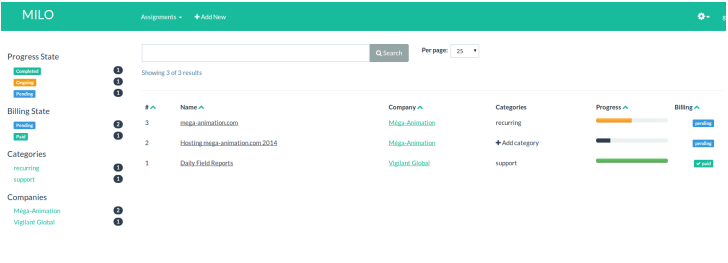 MILO
Assignments
Add New
Search
Per page: 25
Showing 3 of 3 results
Progress State
Completed 1
Ongoing 1
Pending 1
Billing State
Pending 2
Paid 1
Categories
recurring 1
support 1
Companies
Méga-Animation 2
Vigilant Global 1
# Name Company Categories Progress Billing
3 mega-animation.com Méga-Animation recurring pending
2 Hosting mega-animation.com 2014 Méga-Animation Add category pending
1 Daily Field Reports Vigilant Global support paid